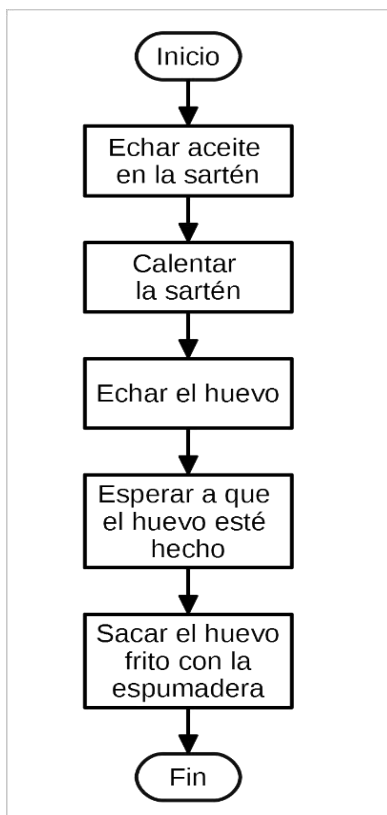 Inicio
Echar aceite
en la sartén
Calentar
la sartén
Echar el huevo
Esperar a que
el huevo esté
hecho
Sacar el huevo
frito con la
espumadera
Fin